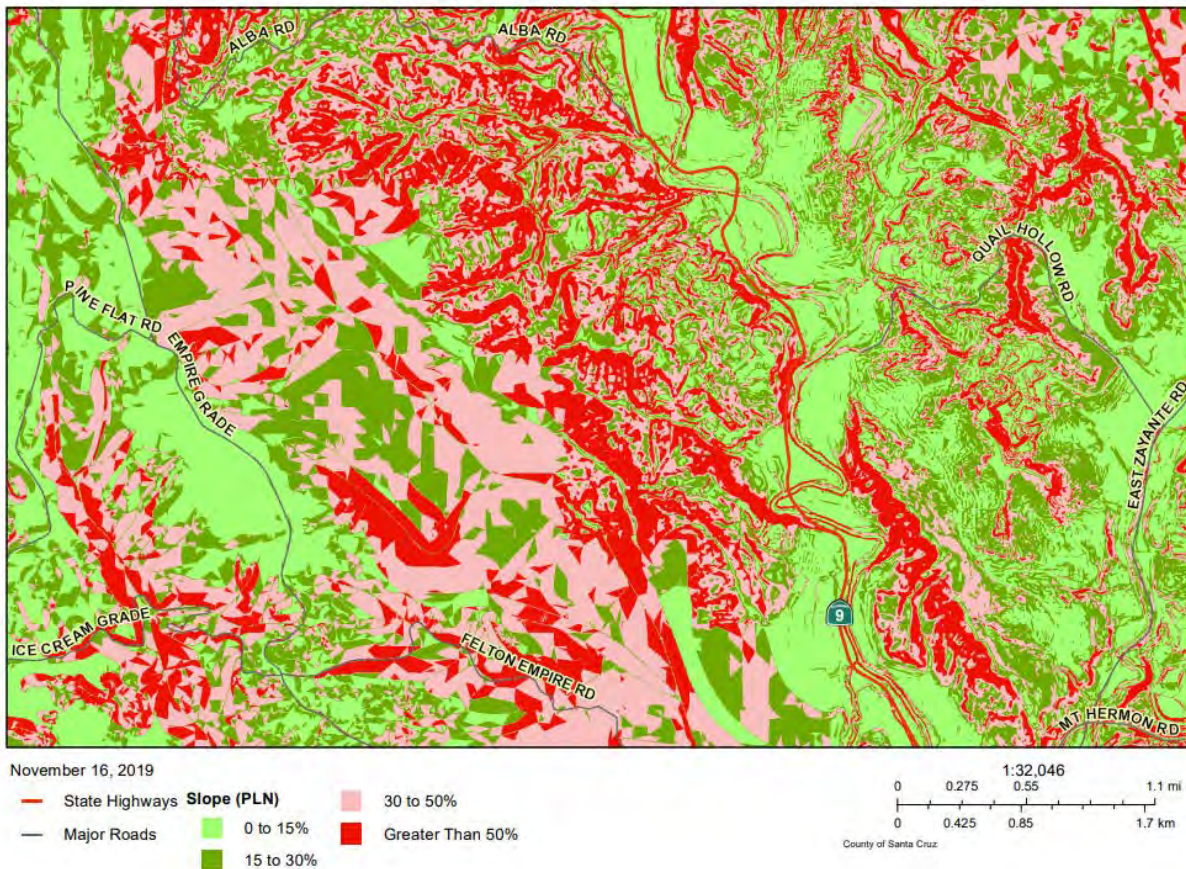 ALBA RD
ALBA RD
QUAIL HOLLOW RD
PINE FLAT RD
EMPIRE GRADE
EAST ZAYANTE RD
9
ICE CREAM GRADE
FELTON EMPIRE RD
MT HERMON RD
November 16, 2019
State Highways
Major Roads
Slope (PLN)
0 to 15%
15 to 30%
30 to 50%
Greater Than 50%
1:32,046
0 0.275 0.55 1.1 mi
0 0.425 0.85 1.7 km
County of Santa Cruz